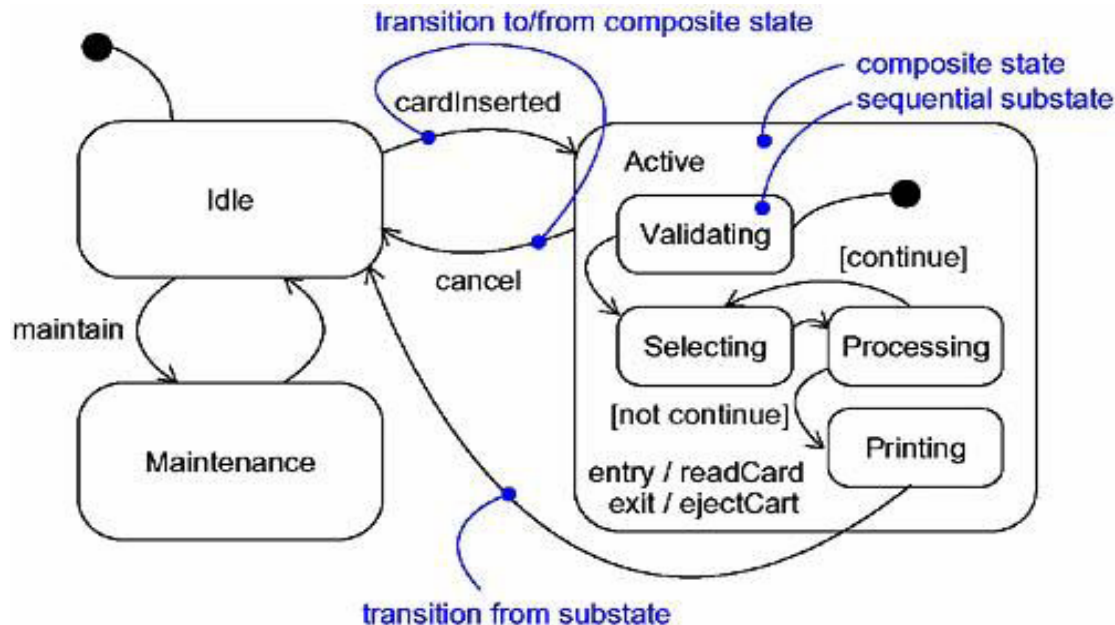 transition to/from composite state
cardInserted
composite state
sequential substate
Active
Idle
Validating
[continue]
cancel
maintain
Selecting
Processing
[not continue]
Printing
Maintenance
entry / readCard
exit / ejectCart
transition from substate